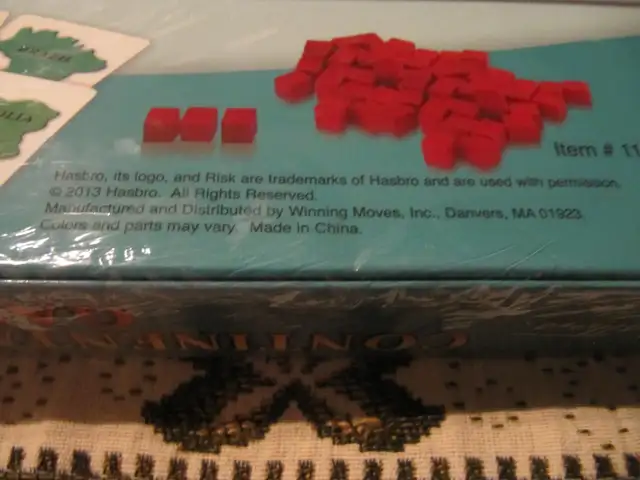 BRAZIL
Item # 11
Hasbro, its logo, and Risk are trademarks of Hasbro and are used with permission.
© 2013 Hasbro. All Rights Reserved.
Manufactured and Distributed by Winning Moves, Inc., Danvers, MA 01923
Colors and parts may vary. Made in China.
CONTINENT